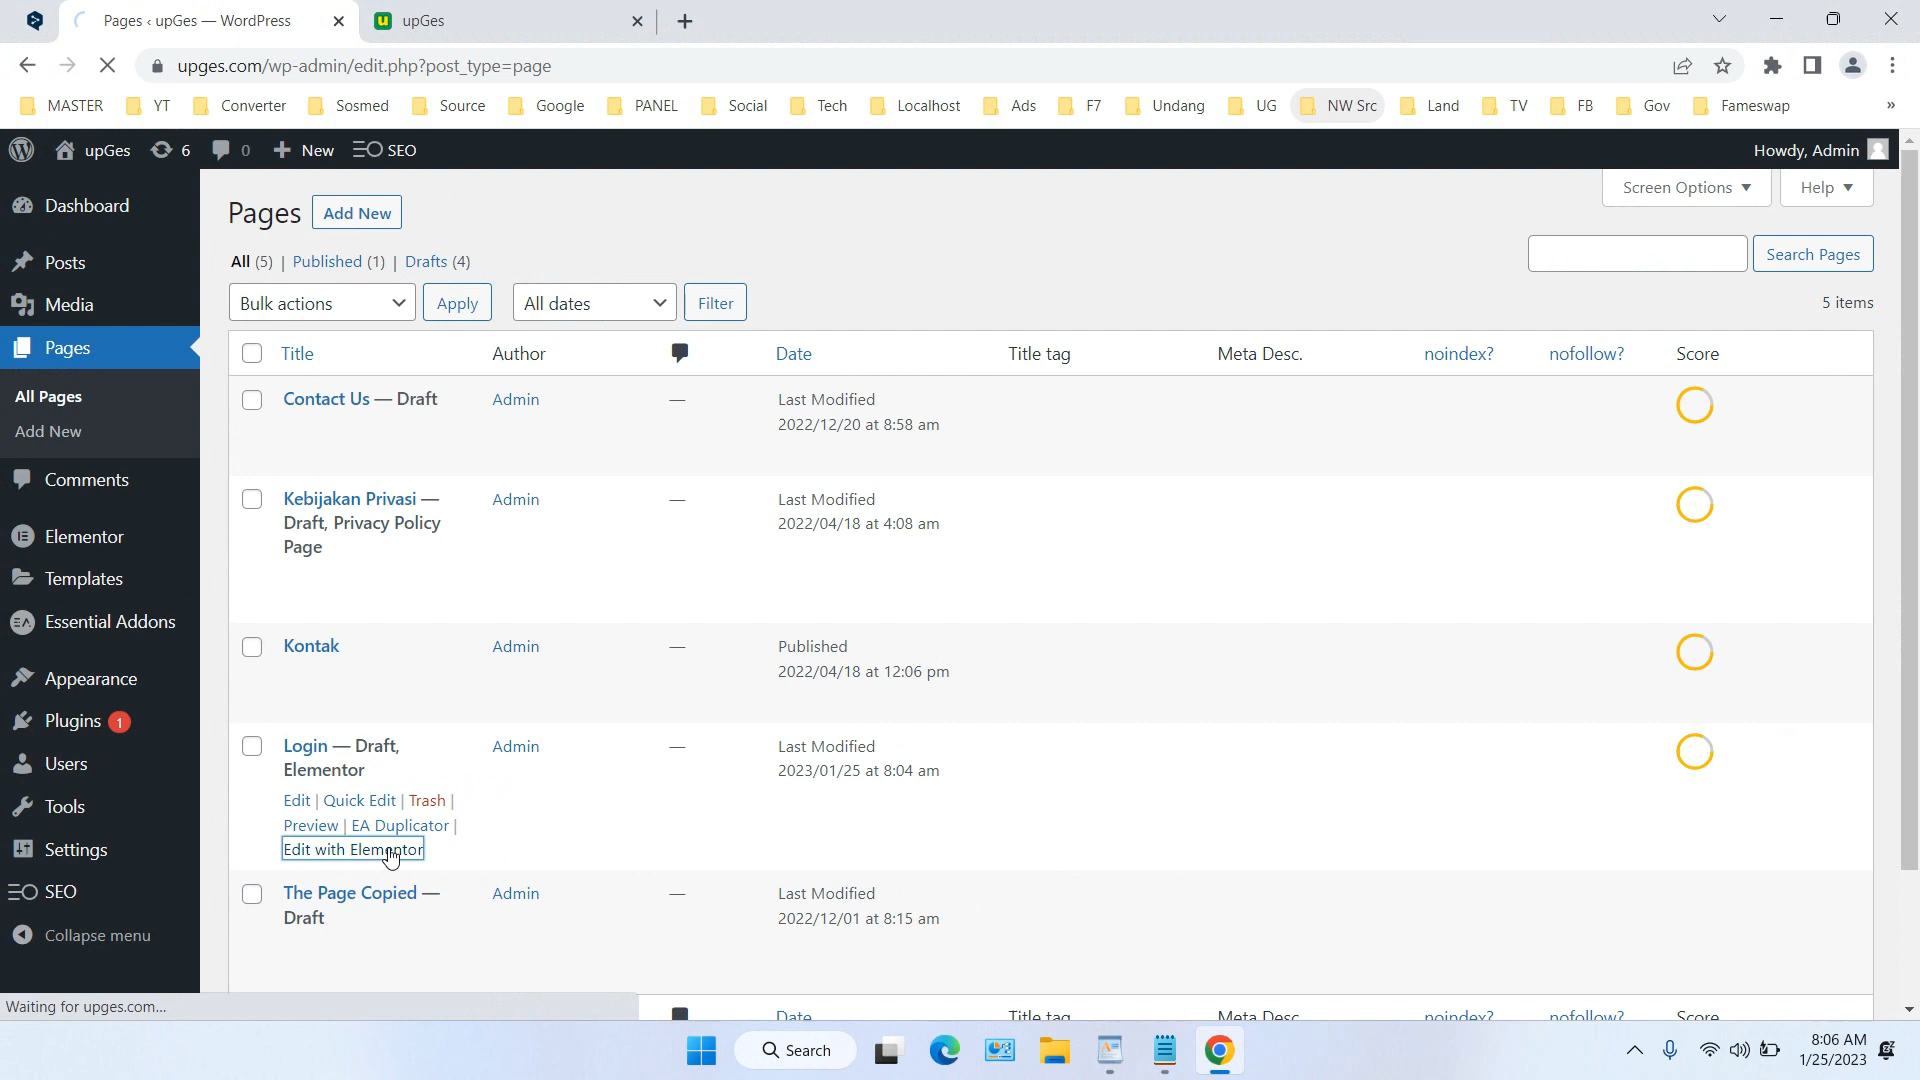 Pages ‹ upGes — WordPress
upGes
upges.com/wp-admin/edit.php?post_type=page
MASTER YT Converter Sosmed Source Google PANEL Social Tech Localhost Ads F7 Undang UG NW Src Land TV FB Gov Fameswap »
upGes 6 0 New SEO Howdy, Admin
Screen Options Help
Dashboard
Posts
Media
Pages
All Pages
Add New
Comments
Elementor
Templates
Essential Addons
Appearance
Plugins 1
Users
Tools
Settings
SEO
Collapse menu
Pages Add New
All (5) | Published (1) | Drafts (4)
Search Pages
Bulk actions Apply All dates Filter 5 items
Title Author Date Title tag Meta Desc. noindex? nofollow? Score
Contact Us — Draft Admin — Last Modified
2022/12/20 at 8:58 am
Kebijakan Privasi — Admin — Last Modified
Draft, Privacy Policy 2022/04/18 at 4:08 am
Page
Kontak Admin — Published
2022/04/18 at 12:06 pm
Login — Draft, Admin — Last Modified
Elementor 2023/01/25 at 8:04 am
Edit | Quick Edit | Trash |
Preview | EA Duplicator |
Edit with Elementor
The Page Copied — Admin — Last Modified
Draft 2022/12/01 at 8:15 am
Date Title tag Meta Desc. noindex? nofollow? Score
Waiting for upges.com...
Search
8:06 AM
1/25/2023